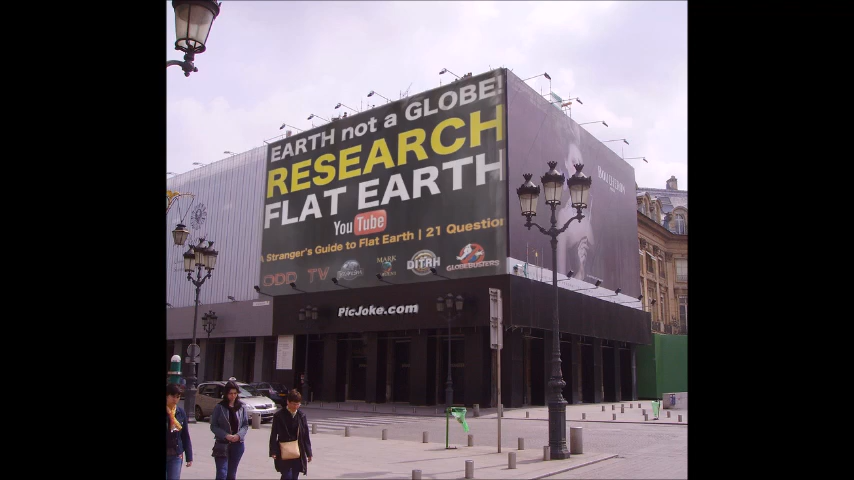 EARTH not a GLOBE!
RESEARCH
FLAT EARTH
YouTube
A Stranger's Guide to Flat Earth | 21 Question
ODD TV
MARK
DITRH
GLOBEBUSTERS
PicJoke.com